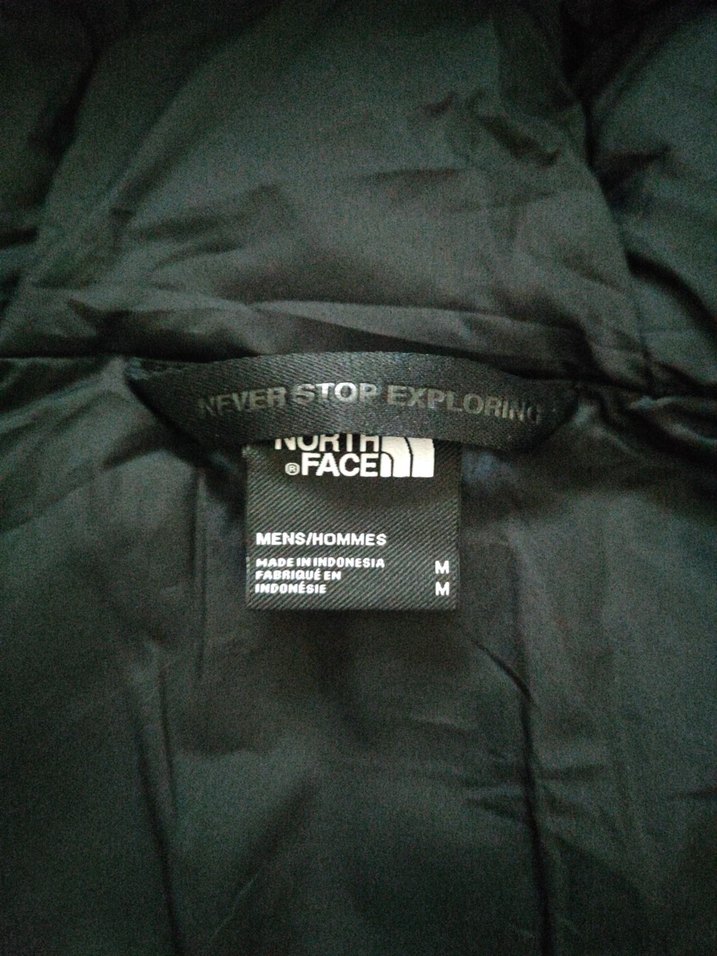 NEVER STOP EXPLORING
NORTH
® FACE
MENS/HOMMES
MADE IN INDONESIA M
FABRIQUÉ EN
INDONÉSIE M